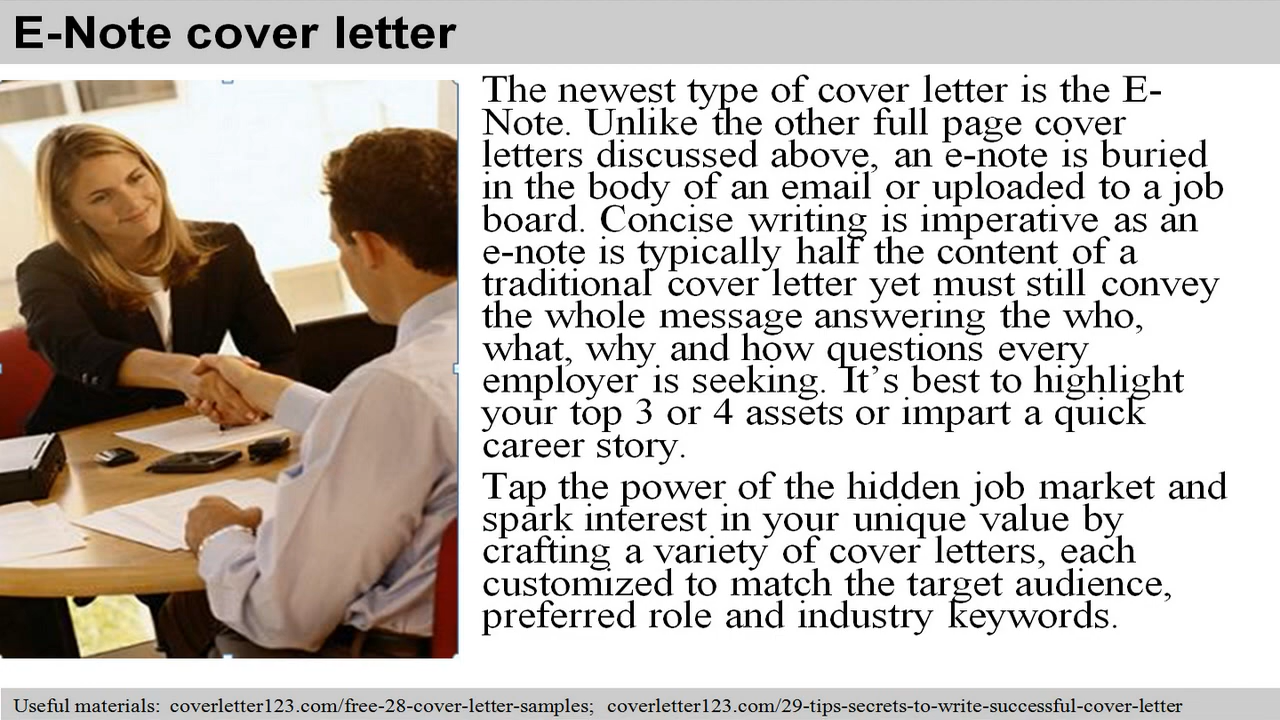 E-Note cover letter
The newest type of cover letter is the E-
Note. Unlike the other full page cover
letters discussed above, an e-note is buried
in the body of an email or uploaded to a job
board. Concise writing is imperative as an
e-note is typically half the content of a
traditional cover letter yet must still convey
the whole message answering the who,
what, why and how questions every
employer is seeking. It’s best to highlight
your top 3 or 4 assets or impart a quick
career story.
Tap the power of the hidden job market and
spark interest in your unique value by
crafting a variety of cover letters, each
customized to match the target audience,
preferred role and industry keywords.
Useful materials: coverletter123.com/free-28-cover-letter-samples; coverletter123.com/29-tips-secrets-to-write-successful-cover-letter